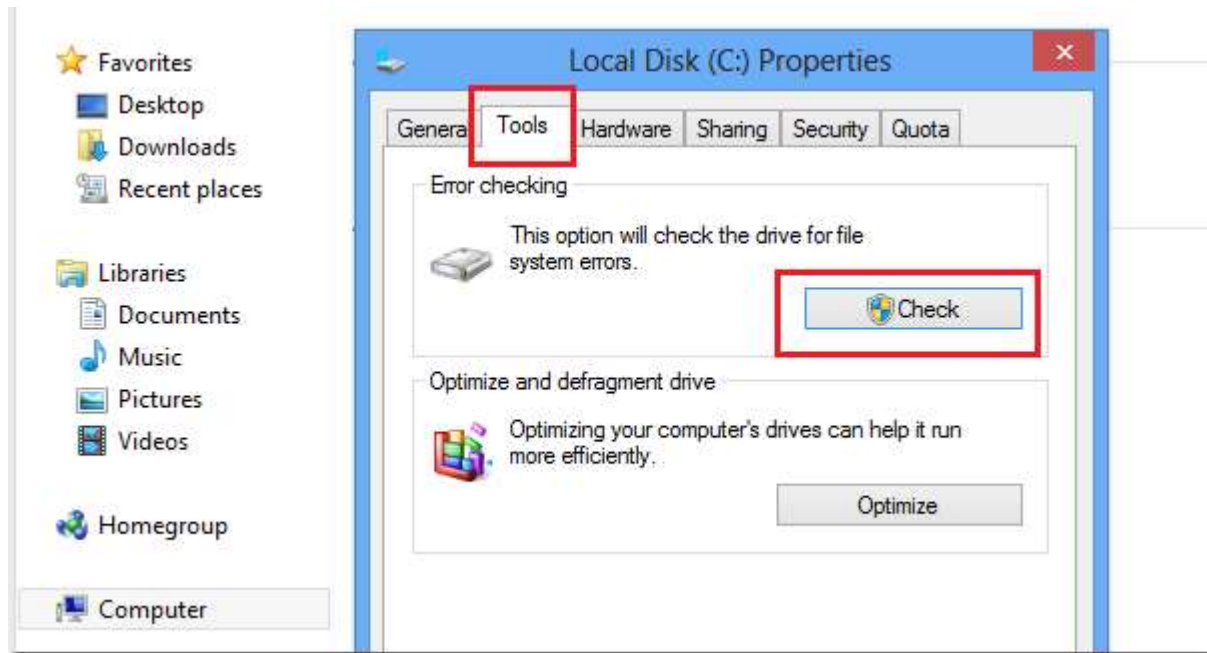 Favorites
Desktop
Downloads
Recent places
Libraries
Documents
Music
Pictures
Videos
Homegroup
Computer
Local Disk (C:) Properties
General Tools Hardware Sharing Security Quota
Error checking
This option will check the drive for file
system errors.
Check
Optimize and defragment drive
Optimizing your computer's drives can help it run
more efficiently.
Optimize